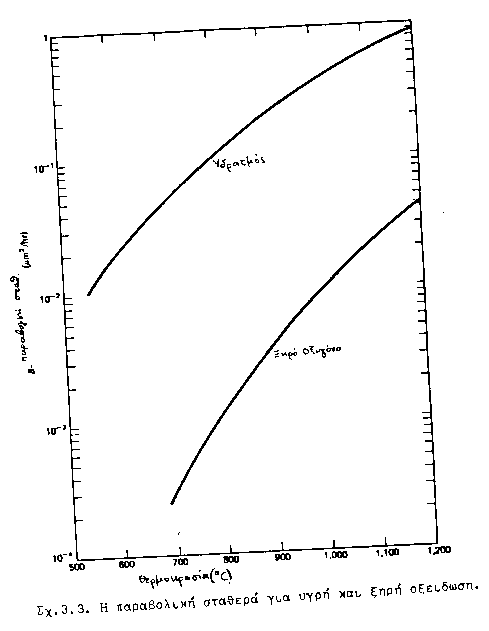 1
10⁻¹
10⁻²
10⁻³
10⁻⁴
B- παραβολική σταθ. (μm²/hr)
Υδρατμός
Ξηρό Οξυγόνο
500 600 700 800 900 1,000 1,100 1,200
Θερμοκρασία (°C)
Σχ.3.3. Η παραβολική σταθερά για υγρή και ξηρή οξείδωση.